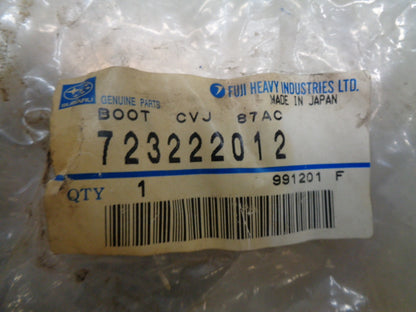 SUBARU
GENUINE PARTS
FUJI HEAVY INDUSTRIES LTD.
MADE IN JAPAN
BOOT CVJ 87AC
723222012
QTY 1
991201 F